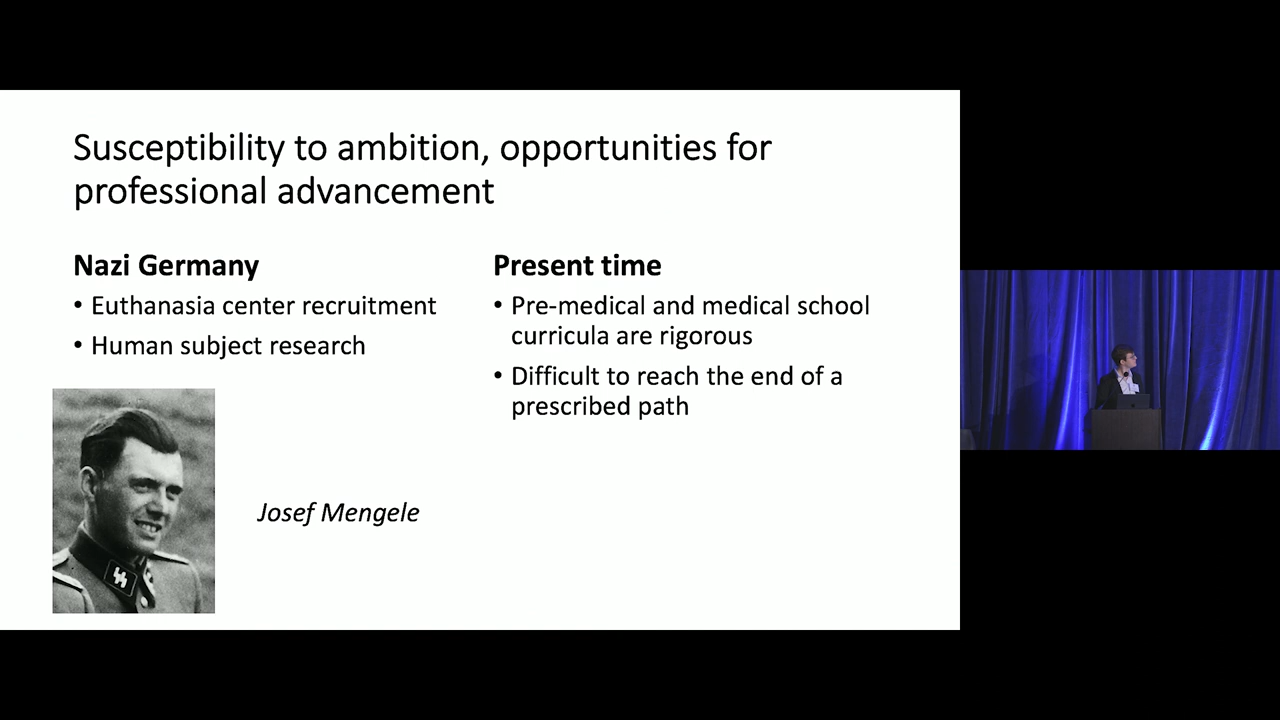 Susceptibility to ambition, opportunities for
professional advancement
Nazi Germany
• Euthanasia center recruitment
• Human subject research
Josef Mengele
Present time
• Pre-medical and medical school
curricula are rigorous
• Difficult to reach the end of a
prescribed path